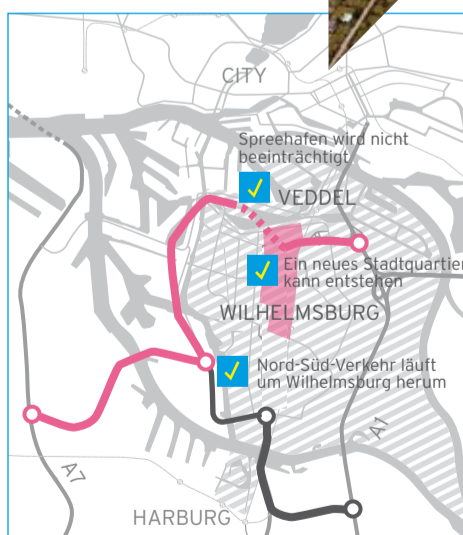 CITY
Spreehafen wird nicht
beeinträchtigt
VEDDEL
Ein neues Stadtquartier
kann entstehen
WILHELMSBURG
Nord-Süd-Verkehr läuft
um Wilhelmsburg herum
A1
A7
HARBURG